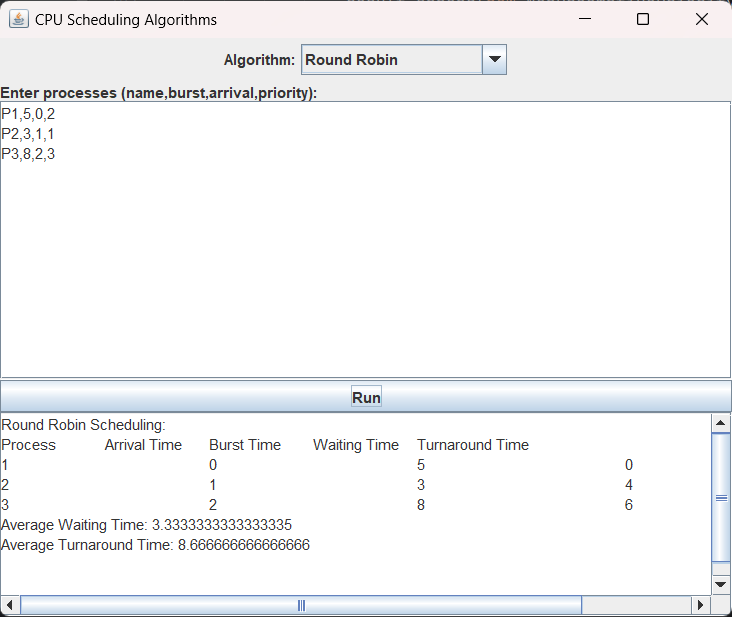 CPU Scheduling Algorithms
Algorithm: Round Robin
Enter processes (name,burst,arrival,priority):
P1,5,0,2
P2,3,1,1
P3,8,2,3
Run
Round Robin Scheduling:
Process Arrival Time Burst Time Waiting Time Turnaround Time
1 0 5 0
2 1 3 4
3 2 8 6
Average Waiting Time: 3.3333333333333335
Average Turnaround Time: 8.666666666666666